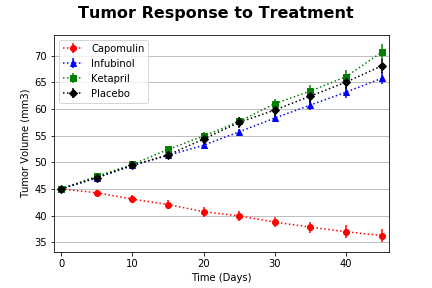 Tumor Response to Treatment
Capomulin
Infubinol
Ketapril
Placebo
Tumor Volume (mm3)
70
65
60
55
50
45
40
35
0
10
20
30
40
Time (Days)